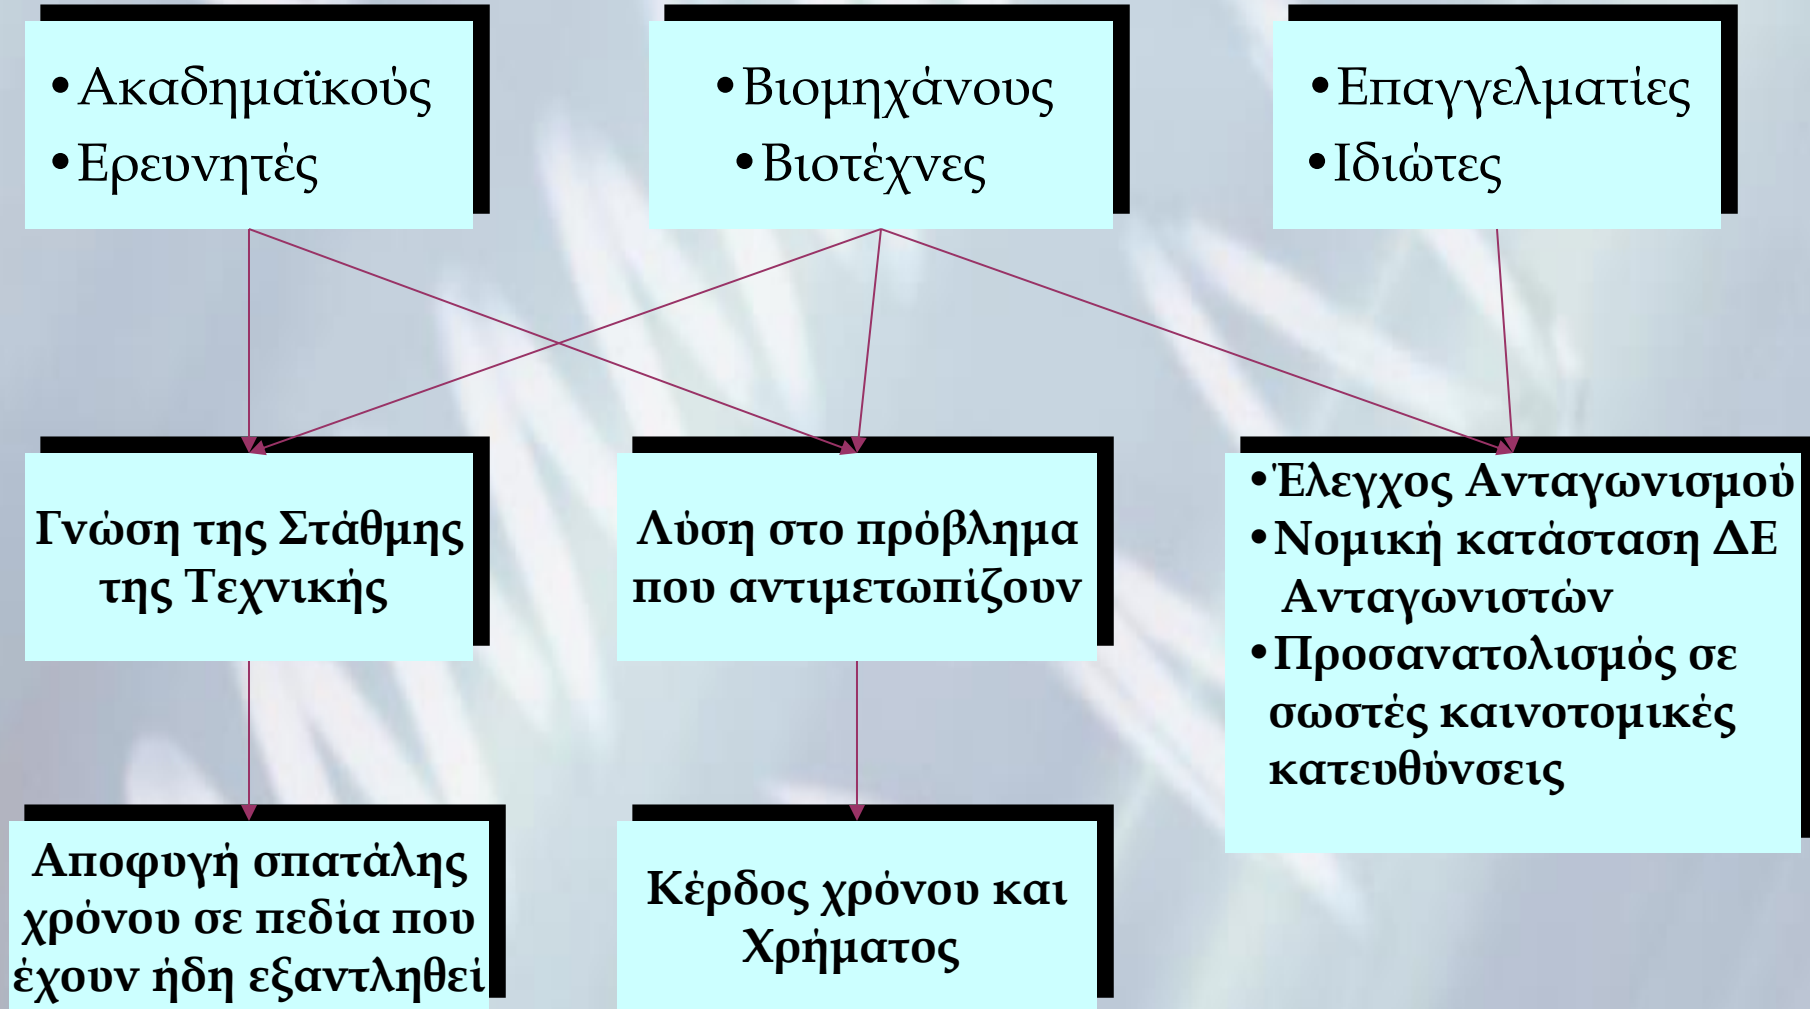 •Ακαδημαϊκούς
•Ερευνητές
•Βιομηχάνους
•Βιοτέχνες
•Επαγγελματίες
•Ιδιώτες
Γνώση της Στάθμης
της Τεχνικής
Λύση στο πρόβλημα
που αντιμετωπίζουν
•Έλεγχος Ανταγωνισμού
•Νομική κατάσταση ΔΕ
Ανταγωνιστών
•Προσανατολισμός σε
σωστές καινοτομικές
κατευθύνσεις
Αποφυγή σπατάλης
χρόνου σε πεδία που
έχουν ήδη εξαντληθεί
Κέρδος χρόνου και
Χρήματος